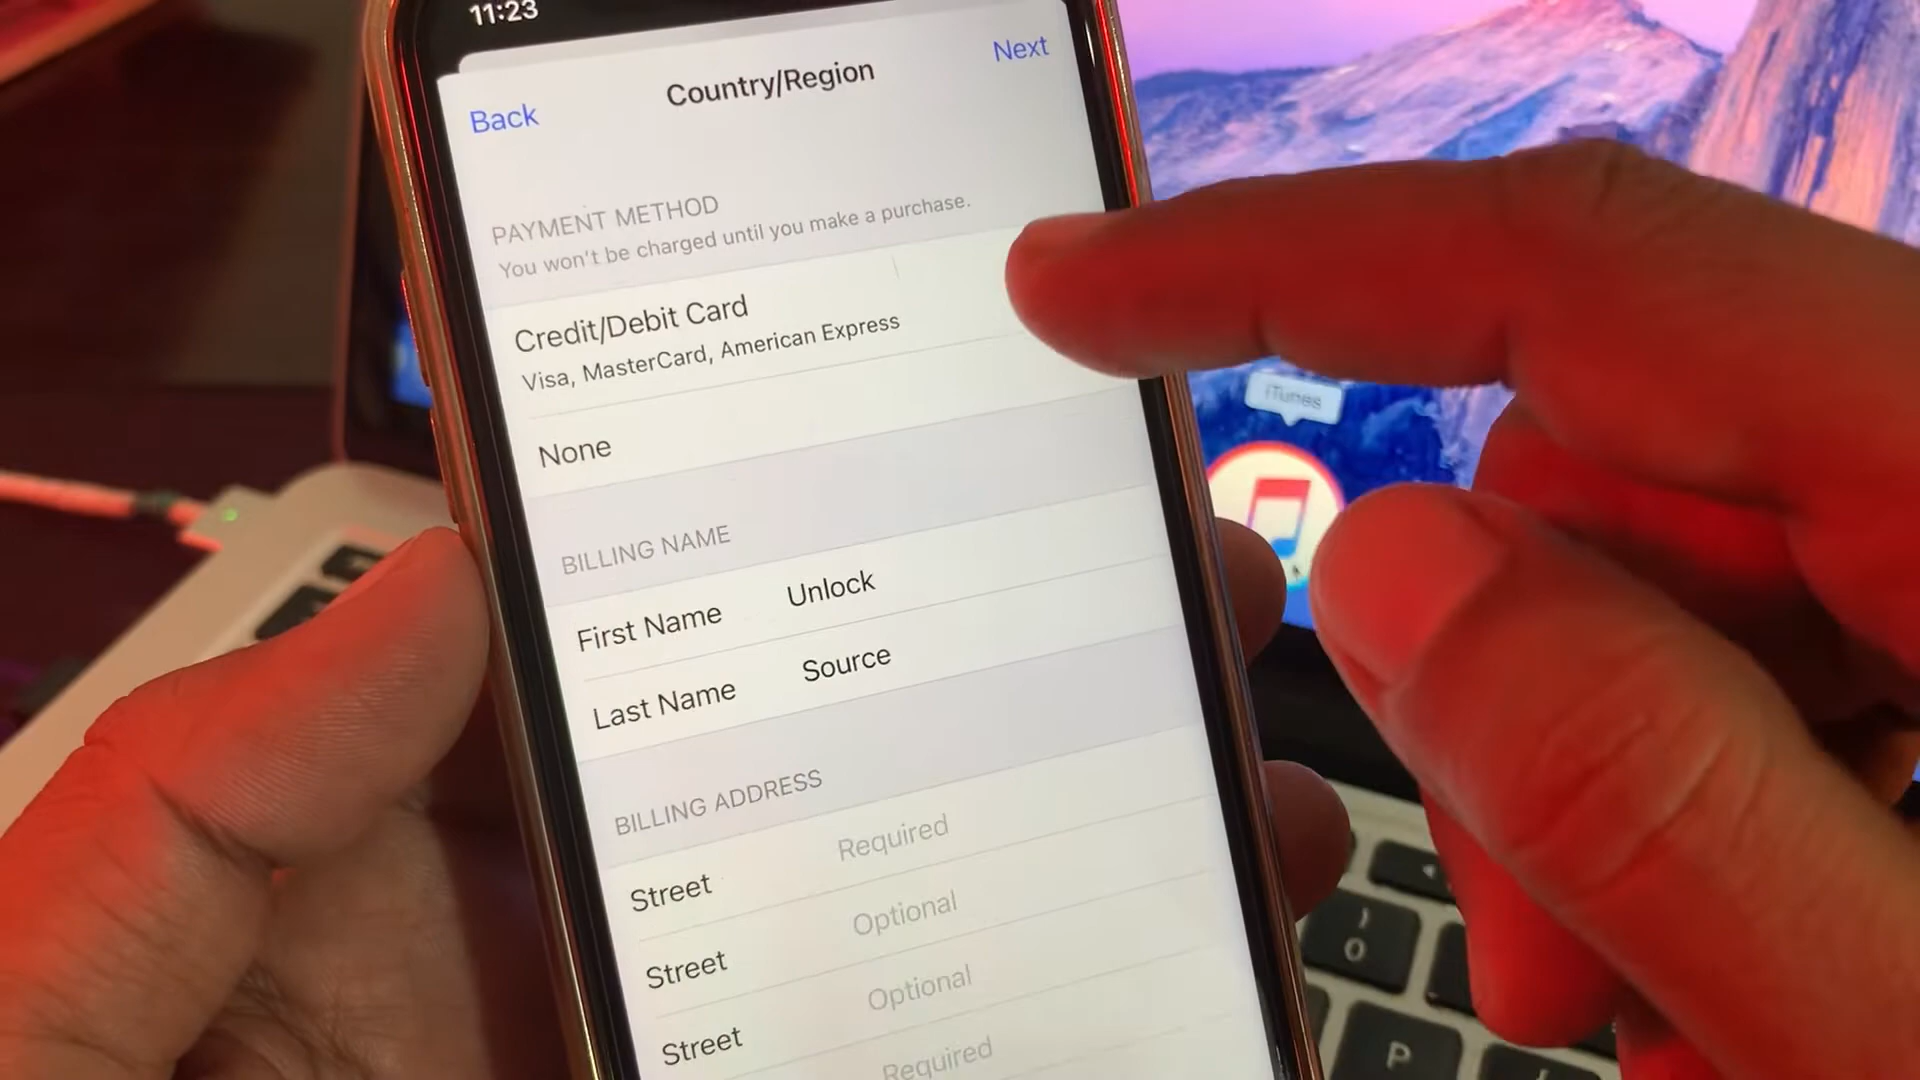 11:23
Back
Country/Region
Next
PAYMENT METHOD
You won't be charged until you make a purchase.
Credit/Debit Card
Visa, MasterCard, American Express
None
BILLING NAME
First Name Unlock
Last Name Source
BILLING ADDRESS
Street Required
Street Optional
Street Optional
Required
iTunes
)
0
P